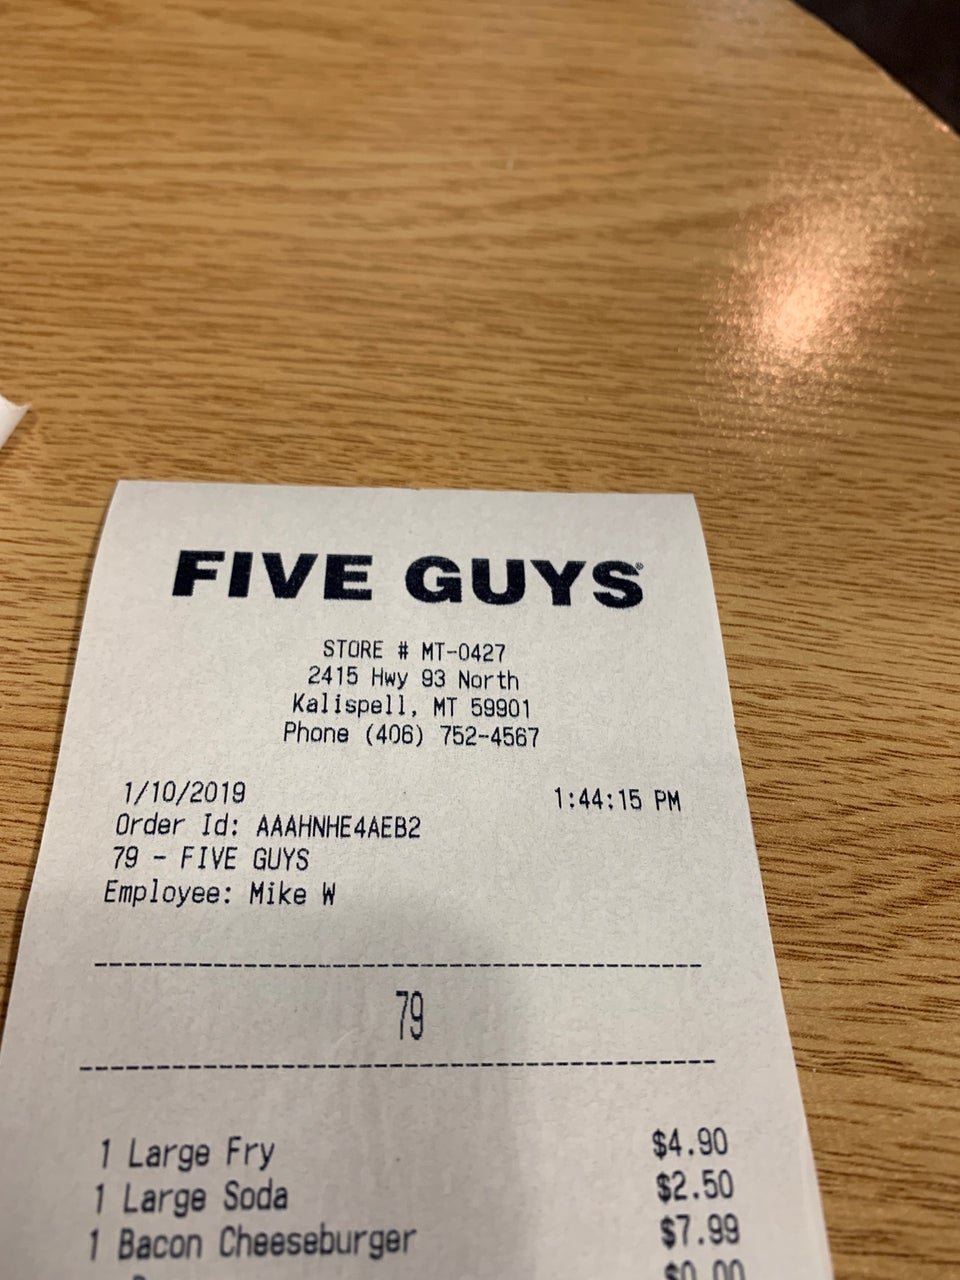 FIVE GUYS®
STORE # MT-0427
2415 Hwy 93 North
Kalispell, MT 59901
Phone (406) 752-4567
1/10/2019 1:44:15 PM
Order Id: AAAHNHE4AEB2
79 - FIVE GUYS
Employee: Mike W
79
1 Large Fry $4.90
1 Large Soda $2.50
1 Bacon Cheeseburger $7.99
$0.00